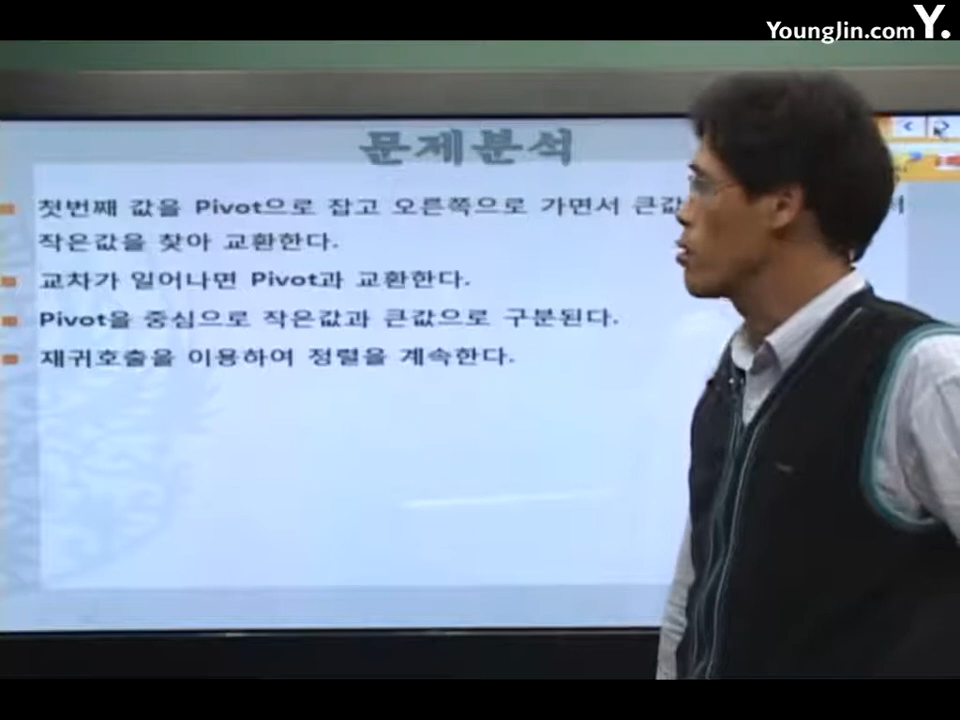 YoungJin.com Y.
문제분석
첫번째 값을 Pivot으로 잡고 오른쪽으로 가면서 큰값
작은값을 찾아 교환한다.
교차가 일어나면 Pivot과 교환한다.
Pivot을 중심으로 작은값과 큰값으로 구분된다.
재귀호출을 이용하여 정렬을 계속한다.